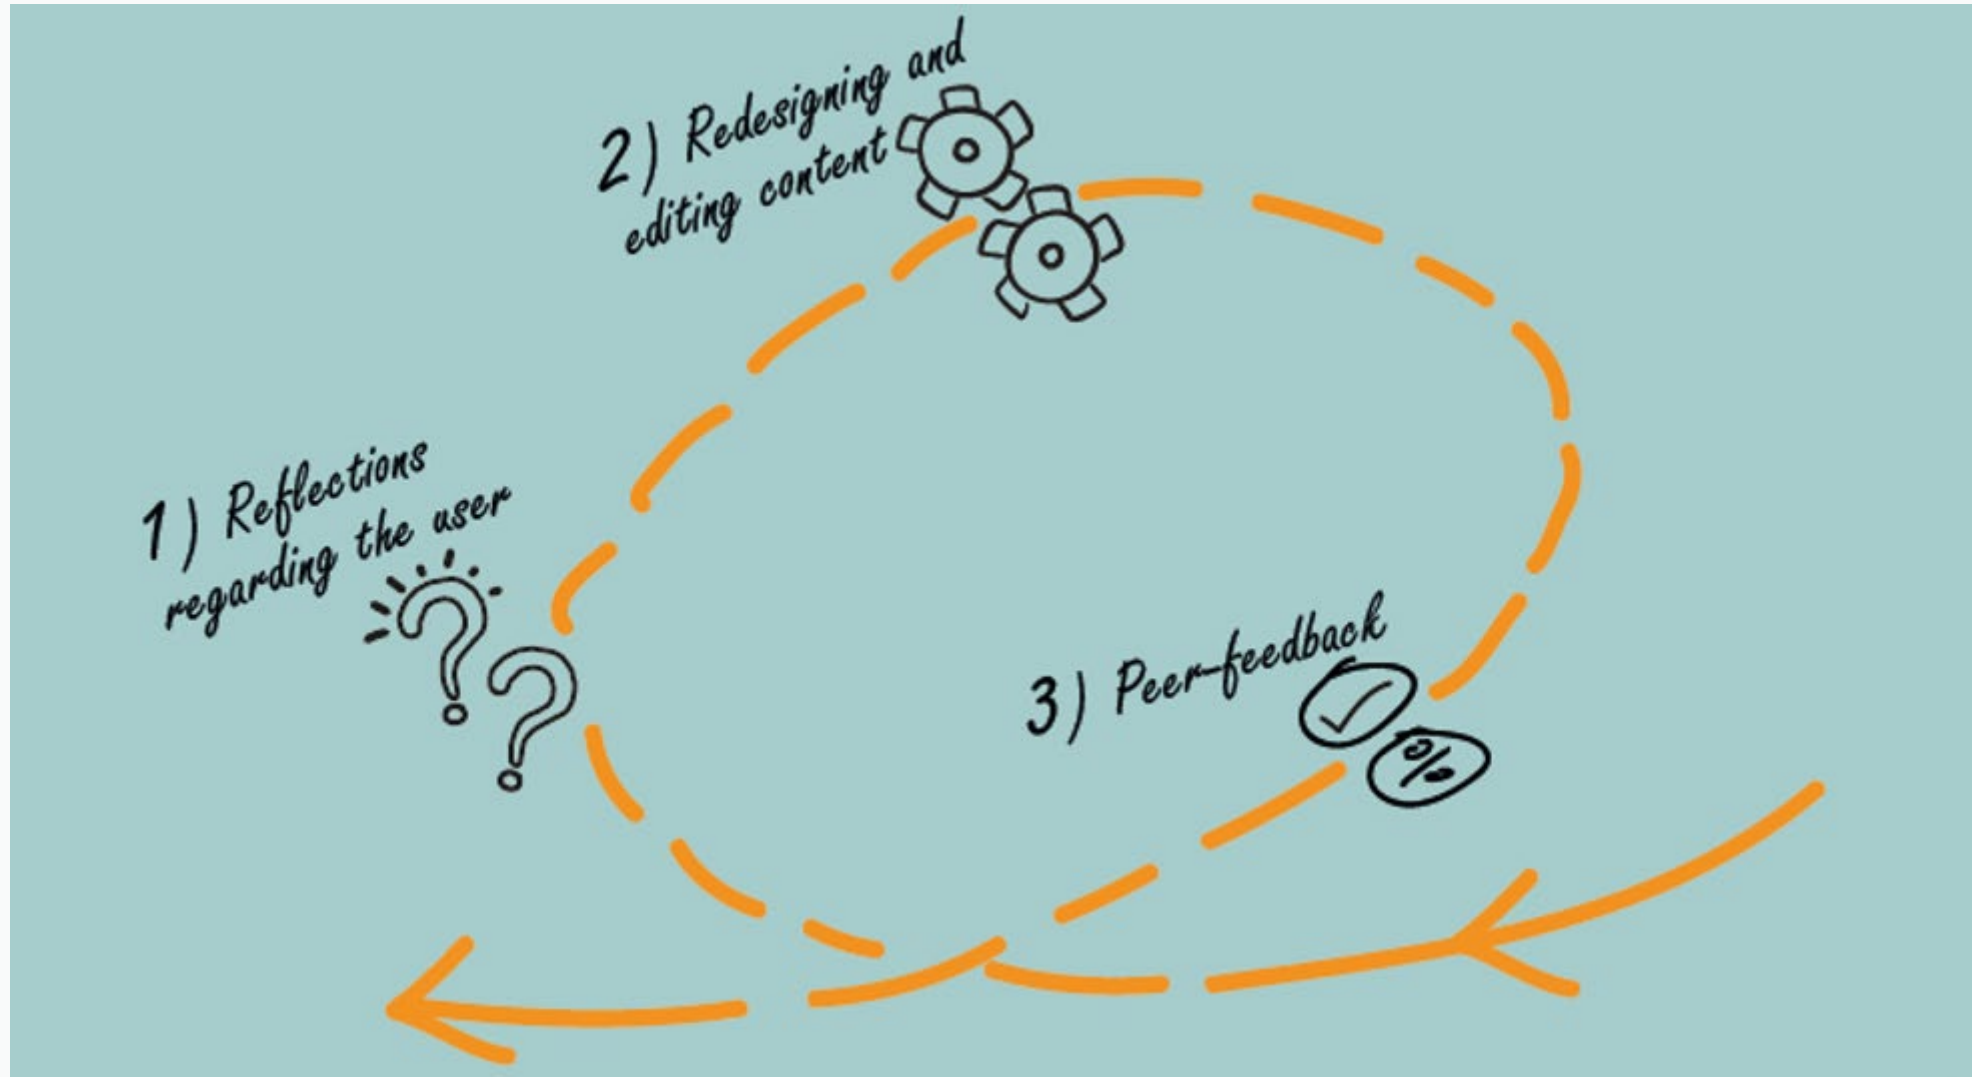 1) Reflections
regarding the user
2) Redesigning and
editing content
3) Peer-feedback
%